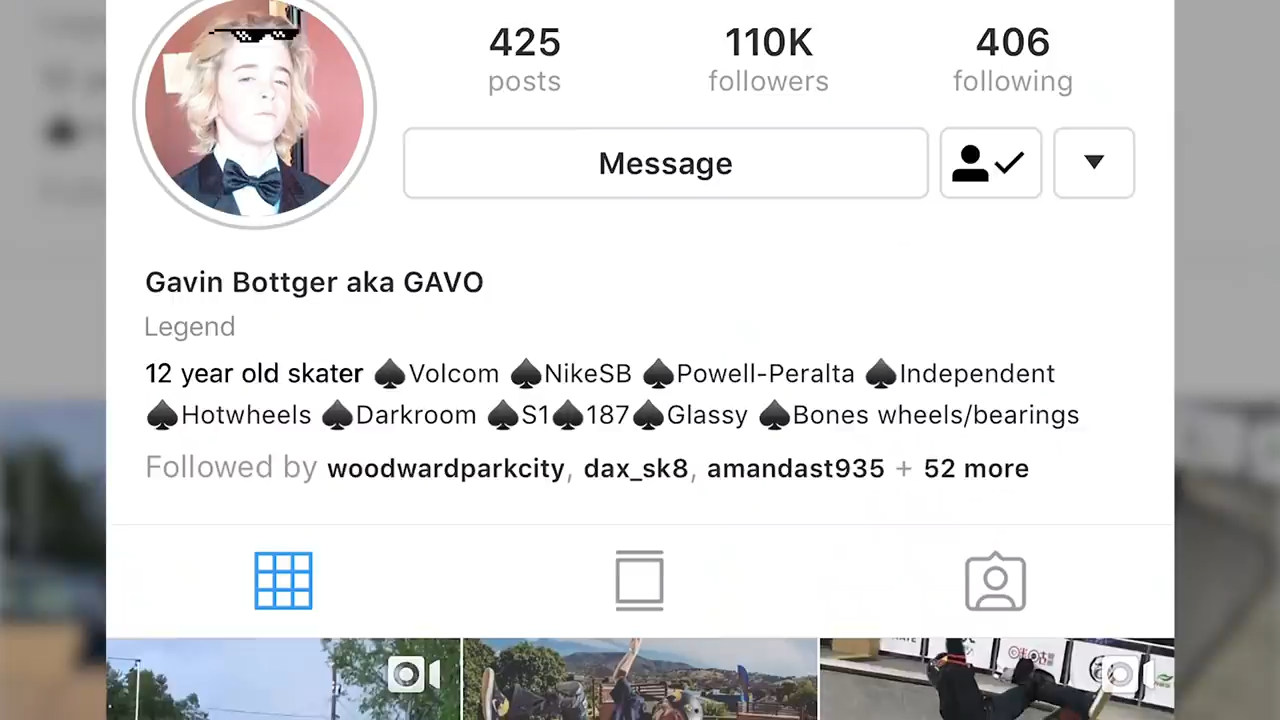 425 110K 406
posts followers following
Message
Gavin Bottger aka GAVO
Legend
12 year old skater ♠Volcom ♠NikeSB ♠Powell-Peralta ♠Independent
♠Hotwheels ♠Darkroom ♠S1♠187♠Glassy ♠Bones wheels/bearings
Followed by woodwardparkcity, dax_sk8, amandast935 + 52 more